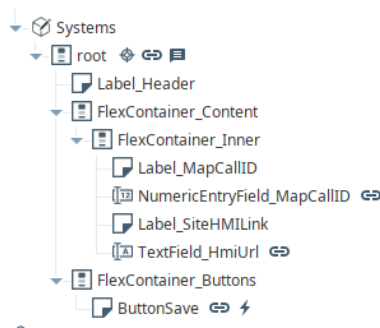 Systems
root
Label_Header
FlexContainer_Content
FlexContainer_Inner
Label_MapCallID
NumericEntryField_MapCallID
Label_SiteHMILink
TextField_HmiUrl
FlexContainer_Buttons
ButtonSave